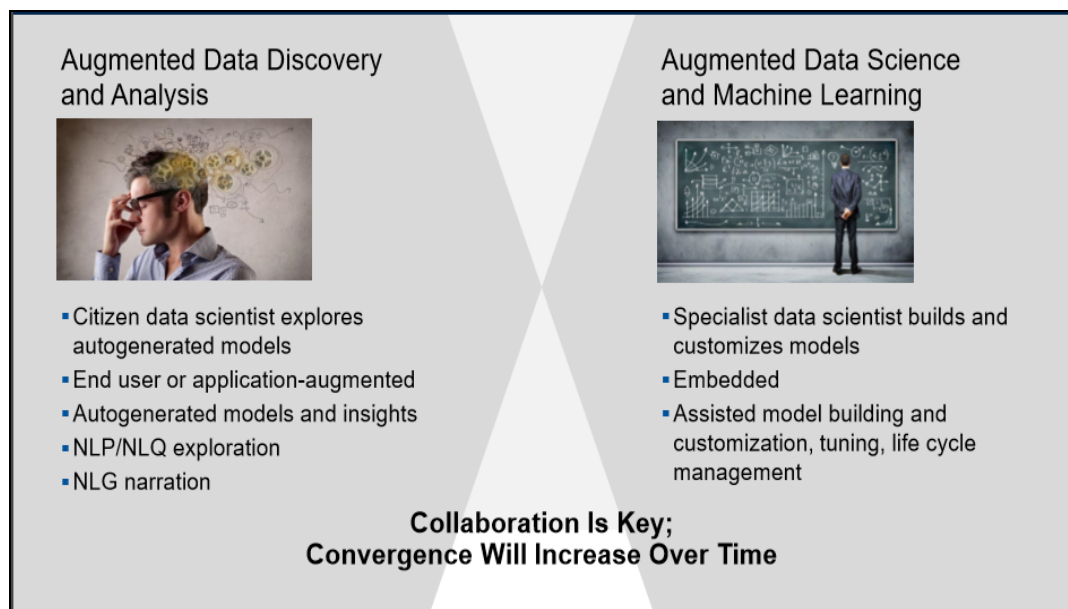 Augmented Data Discovery
and Analysis
▪Citizen data scientist explores
autogenerated models
▪End user or application-augmented
▪Autogenerated models and insights
▪NLP/NLQ exploration
▪NLG narration
Augmented Data Science
and Machine Learning
▪Specialist data scientist builds and
customizes models
▪Embedded
▪Assisted model building and
customization, tuning, life cycle
management
Collaboration Is Key;
Convergence Will Increase Over Time